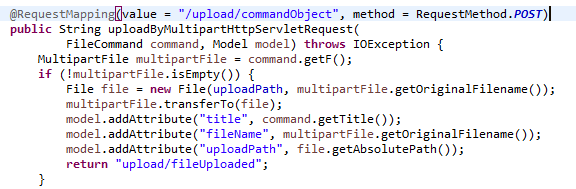 @RequestMapping(value = "/upload/commandObject", method = RequestMethod.POST)
public String uploadByMultipartHttpServletRequest(
        FileCommand command, Model model) throws IOException {
    MultipartFile multipartFile = command.getF();
    if (!multipartFile.isEmpty()) {
        File file = new File(uploadPath, multipartFile.getOriginalFilename());
        multipartFile.transferTo(file);
        model.addAttribute("title", command.getTitle());
        model.addAttribute("fileName", multipartFile.getOriginalFilename());
        model.addAttribute("uploadPath", file.getAbsolutePath());
        return "upload/fileUploaded";
    }